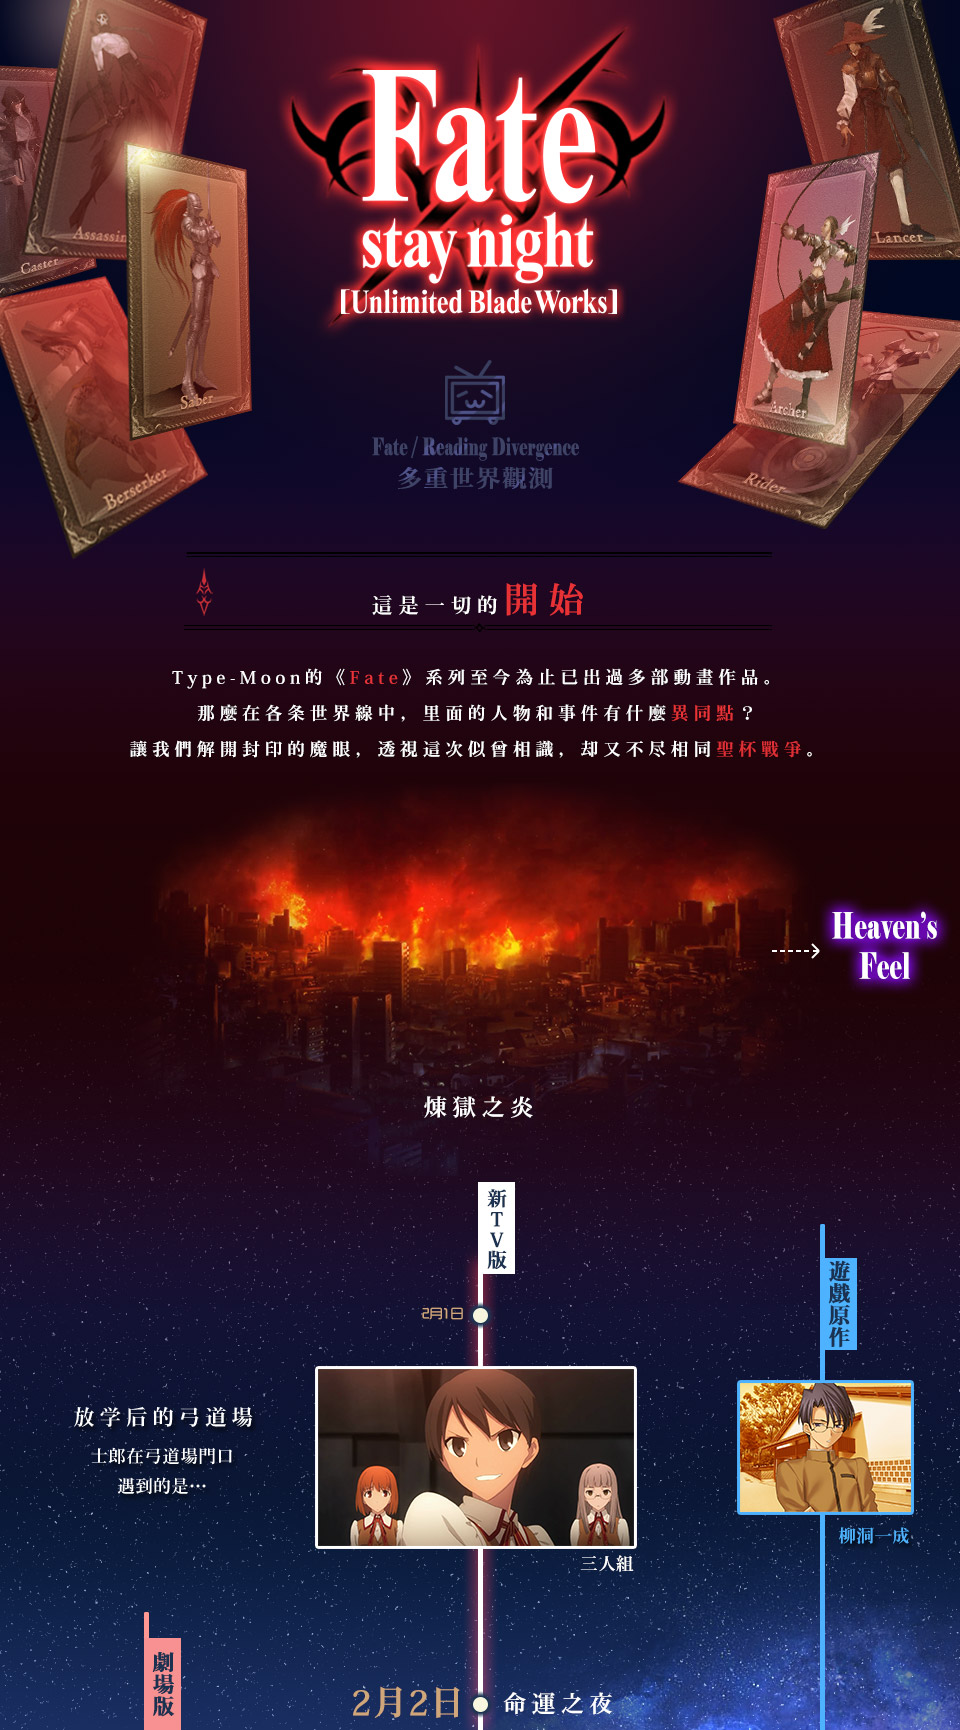 Fate
stay night
[Unlimited Blade Works]
Caster
Assassin
Saber
Berserker
Lancer
Archer
Rider
Fate / Reading Divergence
多重世界觀測
這是一切的開始
Type-Moon的《Fate》系列至今為止已出過多部動畫作品。
那麼在各条世界線中，里面的人物和事件有什麼異同點？
讓我們解開封印的魔眼，透視這次似曾相識，却又不尽相同聖杯戰爭。
Heaven's
Feel
煉獄之炎
新TV版
遊戲原作
2月1日
放学后的弓道場
士郎在弓道場門口
遇到的是…
三人組
柳洞一成
劇場版
2月2日
命運之夜